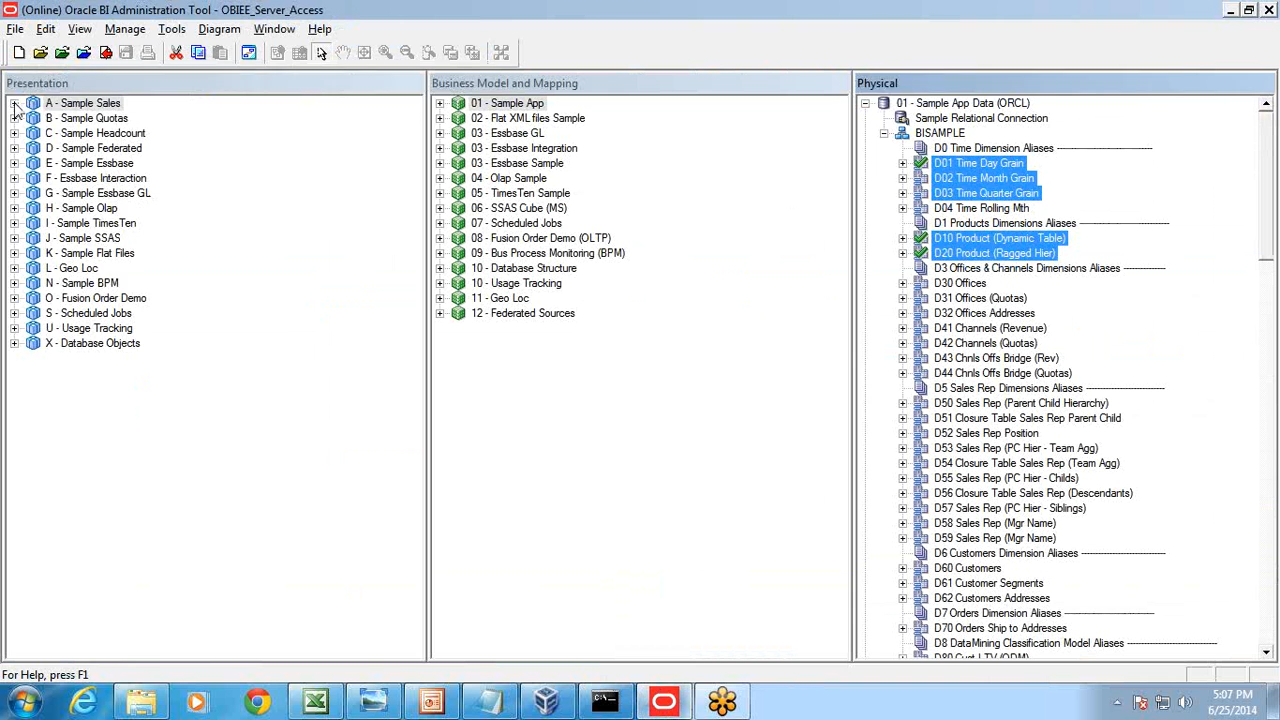 (Online) Oracle BI Administration Tool - OBIEE_Server_Access
File Edit View Manage Tools Diagram Window Help
Presentation
A - Sample Sales
B - Sample Quotas
C - Sample Headcount
D - Sample Federated
E - Sample Essbase
F - Essbase Interaction
G - Sample Essbase GL
H - Sample Olap
I - Sample TimesTen
J - Sample SSAS
K - Sample Flat Files
L - Geo Loc
N - Sample BPM
O - Fusion Order Demo
S - Scheduled Jobs
U - Usage Tracking
X - Database Objects
Business Model and Mapping
01 - Sample App
02 - Flat XML files Sample
03 - Essbase GL
03 - Essbase Integration
03 - Essbase Sample
04 - Olap Sample
05 - TimesTen Sample
06 - SSAS Cube (MS)
07 - Scheduled Jobs
08 - Fusion Order Demo (OLTP)
09 - Bus Process Monitoring (BPM)
10 - Database Structure
10 - Usage Tracking
11 - Geo Loc
12 - Federated Sources
Physical
01 - Sample App Data (ORCL)
Sample Relational Connection
BISAMPLE
D0 Time Dimension Aliases --------------------
D01 Time Day Grain
D02 Time Month Grain
D03 Time Quarter Grain
D04 Time Rolling Mth
D1 Products Dimensions Aliases --------------------
D10 Product (Dynamic Table)
D20 Product (Ragged Hier)
D3 Offices & Channels Dimensions Aliases ---------
D30 Offices
D31 Offices (Quotas)
D32 Offices Addresses
D41 Channels (Revenue)
D42 Channels (Quotas)
D43 Chnls Offs Bridge (Rev)
D44 Chnls Offs Bridge (Quotas)
D5 Sales Rep Dimensions Aliases -----------------
D50 Sales Rep (Parent Child Hierarchy)
D51 Closure Table Sales Rep Parent Child
D52 Sales Rep Position
D53 Sales Rep (PC Hier - Team Agg)
D54 Closure Table Sales Rep (Team Agg)
D55 Sales Rep (PC Hier - Childs)
D56 Closure Table Sales Rep (Descendants)
D57 Sales Rep (PC Hier - Siblings)
D58 Sales Rep (Mgr Name)
D59 Sales Rep (Mgr Name)
D6 Customers Dimension Aliases ------------------
D60 Customers
D61 Customer Segments
D62 Customers Addresses
D7 Orders Dimension Aliases --------------------
D70 Orders Ship to Addresses
D8 DataMining Classification Model Aliases ------------------
D80 Cust LTV (ODM)
For Help, press F1
5:07 PM
6/25/2014